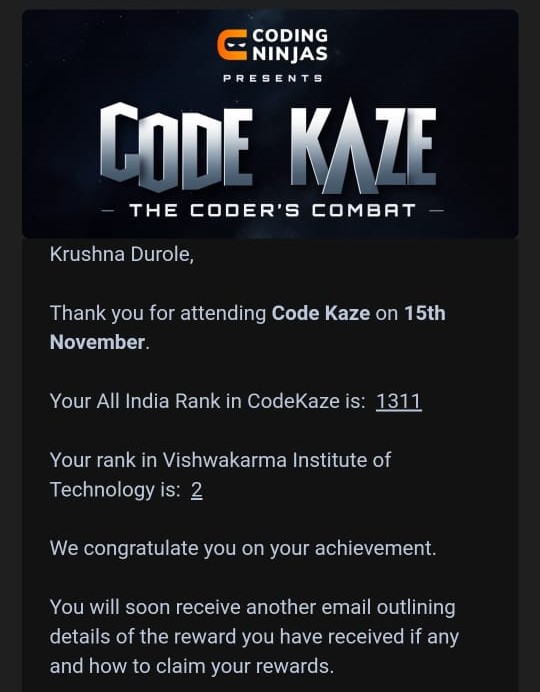 CODING
NINJAS
PRESENTS
CODE KAZE
— THE CODER'S COMBAT —
Krushna Durole,
Thank you for attending Code Kaze on 15th
November.
Your All India Rank in CodeKaze is: 1311
Your rank in Vishwakarma Institute of
Technology is: 2
We congratulate you on your achievement.
You will soon receive another email outlining
details of the reward you have received if any
and how to claim your rewards.